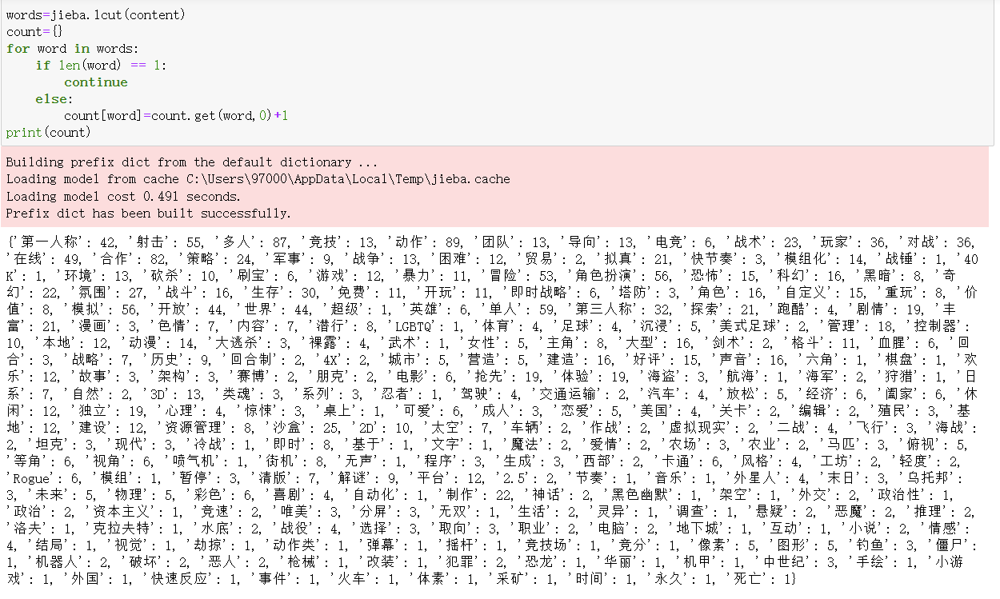 words=jieba.lcut(content)
count={}
for word in words:
    if len(word) == 1:
        continue
    else:
        count[word]=count.get(word,0)+1
print(count)
Building prefix dict from the default dictionary ...
Loading model from cache C:\Users\97000\AppData\Local\Temp\jieba.cache
Loading model cost 0.491 seconds.
Prefix dict has been built successfully.
{'第一人称': 42, '射击': 55, '多人': 87, '竞技': 13, '动作': 89, '团队': 13, '导向': 13, '电竞': 6, '战术': 23, '玩家': 36, '对战': 36,
'在线': 49, '合作': 82, '策略': 24, '军事': 9, '战争': 13, '困难': 12, '贸易': 2, '拟真': 21, '快节奏': 3, '模组化': 14, '战锤': 1, '40
K': 1, '环境': 13, '砍杀': 10, '刷宝': 6, '游戏': 12, '暴力': 11, '冒险': 53, '角色扮演': 56, '恐怖': 15, '科幻': 16, '黑暗': 8, '奇
幻': 22, '氛围': 27, '战斗': 16, '生存': 30, '免费': 11, '开玩': 11, '即时战略': 6, '塔防': 3, '角色': 16, '自定义': 15, '重玩': 8, '价
值': 8, '模拟': 56, '开放': 44, '世界': 44, '超级': 1, '英雄': 6, '单人': 59, '第三人称': 32, '探索': 21, '跑酷': 4, '剧情': 19, '丰
富': 21, '漫画': 3, '色情': 7, '内容': 7, '潜行': 8, 'LGBTQ': 1, '体育': 4, '足球': 4, '沉浸': 5, '美式足球': 2, '管理': 18, '控制器':
10, '本地': 12, '动漫': 14, '大逃杀': 3, '裸露': 4, '武术': 1, '女性': 5, '主角': 8, '大型': 16, '剑术': 2, '格斗': 11, '血腥': 6, '回
合': 3, '战略': 7, '历史': 9, '回合制': 2, '4X': 2, '城市': 5, '营造': 5, '建造': 16, '好评': 15, '声音': 16, '六角': 1, '棋盘': 1, '欢
乐': 12, '故事': 3, '架构': 3, '赛博': 2, '朋克': 2, '电影': 6, '抢先': 19, '体验': 19, '海盗': 3, '航海': 1, '海军': 2, '狩猎': 1, '日
系': 7, '自然': 2, '3D': 13, '类魂': 3, '系列': 3, '忍者': 1, '驾驶': 4, '交通运输': 2, '汽车': 4, '放松': 5, '经济': 6, '阖家': 6, '休
闲': 12, '独立': 19, '心理': 4, '惊悚': 3, '桌上': 1, '可爱': 6, '成人': 3, '恋爱': 5, '美国': 4, '关卡': 2, '编辑': 2, '殖民': 3, '基
地': 12, '建设': 12, '资源管理': 8, '沙盒': 25, '2D': 10, '太空': 7, '车辆': 2, '作战': 2, '虚拟现实': 2, '二战': 4, '飞行': 3, '海战':
2, '坦克': 3, '现代': 3, '冷战': 1, '即时': 8, '基于': 1, '文字': 1, '魔法': 2, '爱情': 2, '农场': 3, '农业': 2, '马匹': 3, '俯视': 5,
'等角': 6, '视角': 6, '喷气机': 1, '街机': 8, '无声': 1, '程序': 3, '生成': 3, '西部': 2, '卡通': 6, '风格': 4, '工坊': 2, '轻度': 2,
'Rogue': 6, '模组': 1, '暂停': 3, '清版': 7, '解谜': 9, '平台': 12, '2.5': 2, '节奏': 1, '音乐': 1, '外星人': 4, '末日': 3, '乌托邦':
3, '未来': 5, '物理': 5, '彩色': 6, '喜剧': 4, '自动化': 1, '制作': 22, '神话': 2, '黑色幽默': 1, '架空': 1, '外交': 2, '政治性': 1,
'政治': 2, '资本主义': 1, '竞速': 2, '唯美': 3, '分屏': 3, '无双': 1, '生活': 2, '灵异': 1, '调查': 1, '悬疑': 2, '恶魔': 2, '推理': 2,
'洛夫': 1, '克拉夫特': 1, '水底': 2, '战役': 4, '选择': 3, '取向': 3, '职业': 2, '电脑': 2, '地下城': 1, '互动': 1, '小说': 2, '情感':
4, '结局': 1, '视觉': 1, '劫掠': 1, '动作类': 1, '弹幕': 1, '摇杆': 1, '竞技场': 1, '竞分': 1, '像素': 5, '图形': 5, '钓鱼': 3, '僵尸':
1, '机器人': 2, '破坏': 2, '恶人': 2, '枪械': 1, '改装': 1, '犯罪': 2, '恐龙': 1, '华丽': 1, '机甲': 1, '中世纪': 3, '手绘': 1, '小游
戏': 1, '外国': 1, '快速反应': 1, '事件': 1, '火车': 1, '体素': 1, '采矿': 1, '时间': 1, '永久': 1, '死亡': 1}